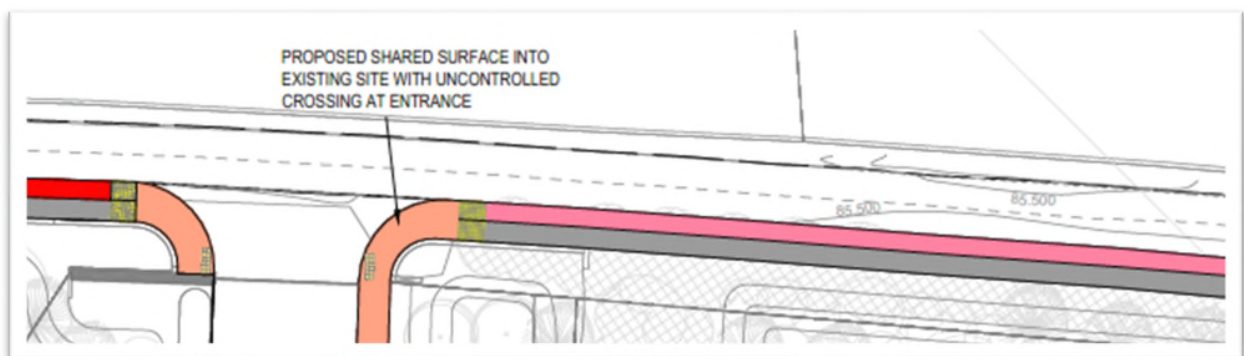 PROPOSED SHARED SURFACE INTO
EXISTING SITE WITH UNCONTROLLED
CROSSING AT ENTRANCE
85.500
85.500